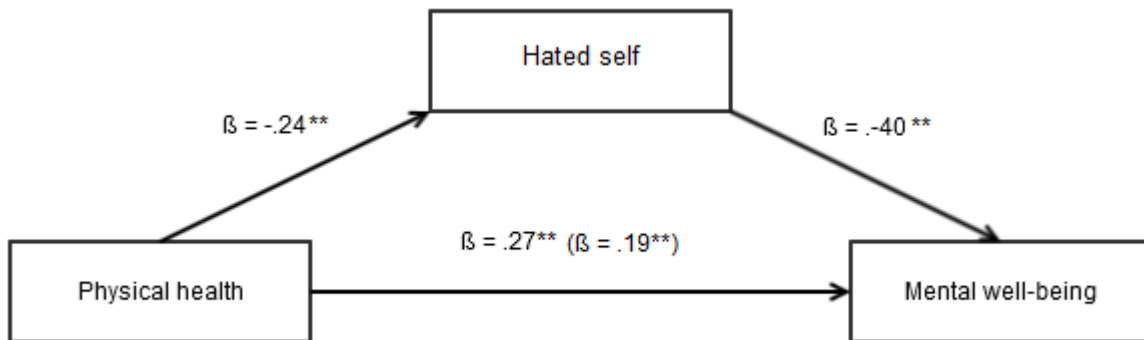 Hated self
ß = -.24**
ß = .-40 **
ß = .27** (ß = .19**)
Physical health
Mental well-being